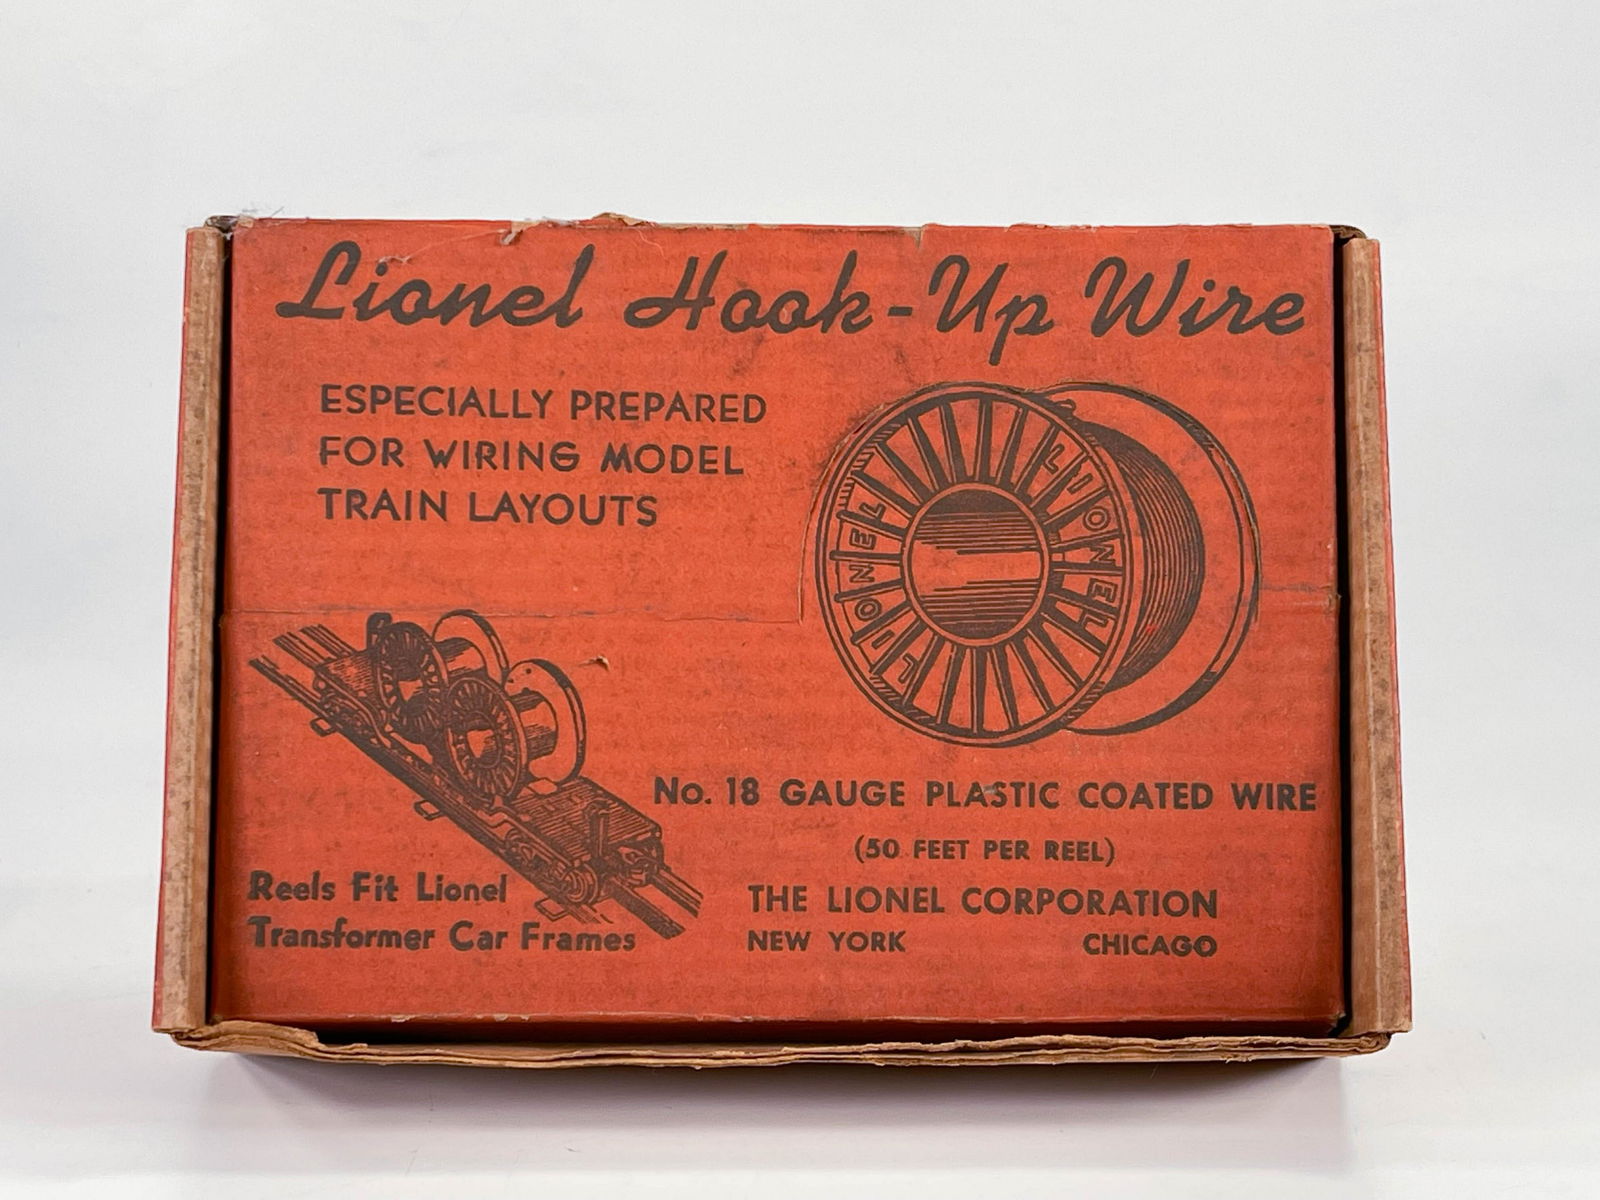 Lionel Hook-Up Wire
ESPECIALLY PREPARED
FOR WIRING MODEL
TRAIN LAYOUTS
LIONEL
LIONEL
No. 18 GAUGE PLASTIC COATED WIRE
(50 FEET PER REEL)
Reels Fit Lionel
Transformer Car Frames
THE LIONEL CORPORATION
NEW YORK CHICAGO